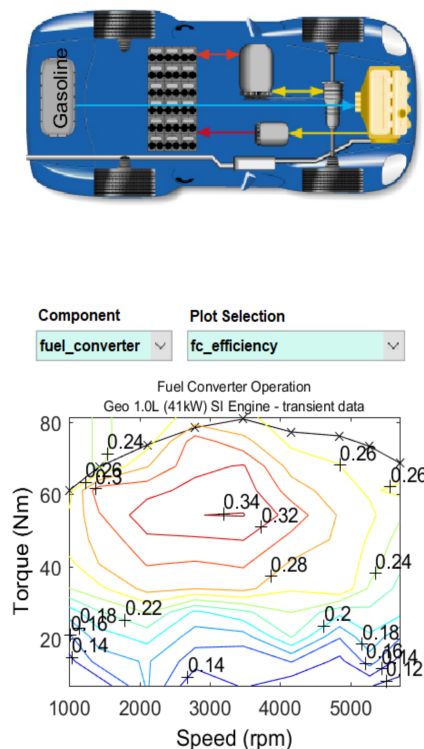 Gasoline
Component Plot Selection
fuel_converter fc_efficiency
Fuel Converter Operation
Geo 1.0L (41kW) SI Engine - transient data
80
60
40
20
Torque (Nm)
0.24
0.26
0.3
0.26
0.26
0.34
0.32
0.28
0.24
0.22
0.2
0.18
0.16
0.14
0.18
0.16
0.14
0.12
0.14
1000 2000 3000 4000 5000
Speed (rpm)